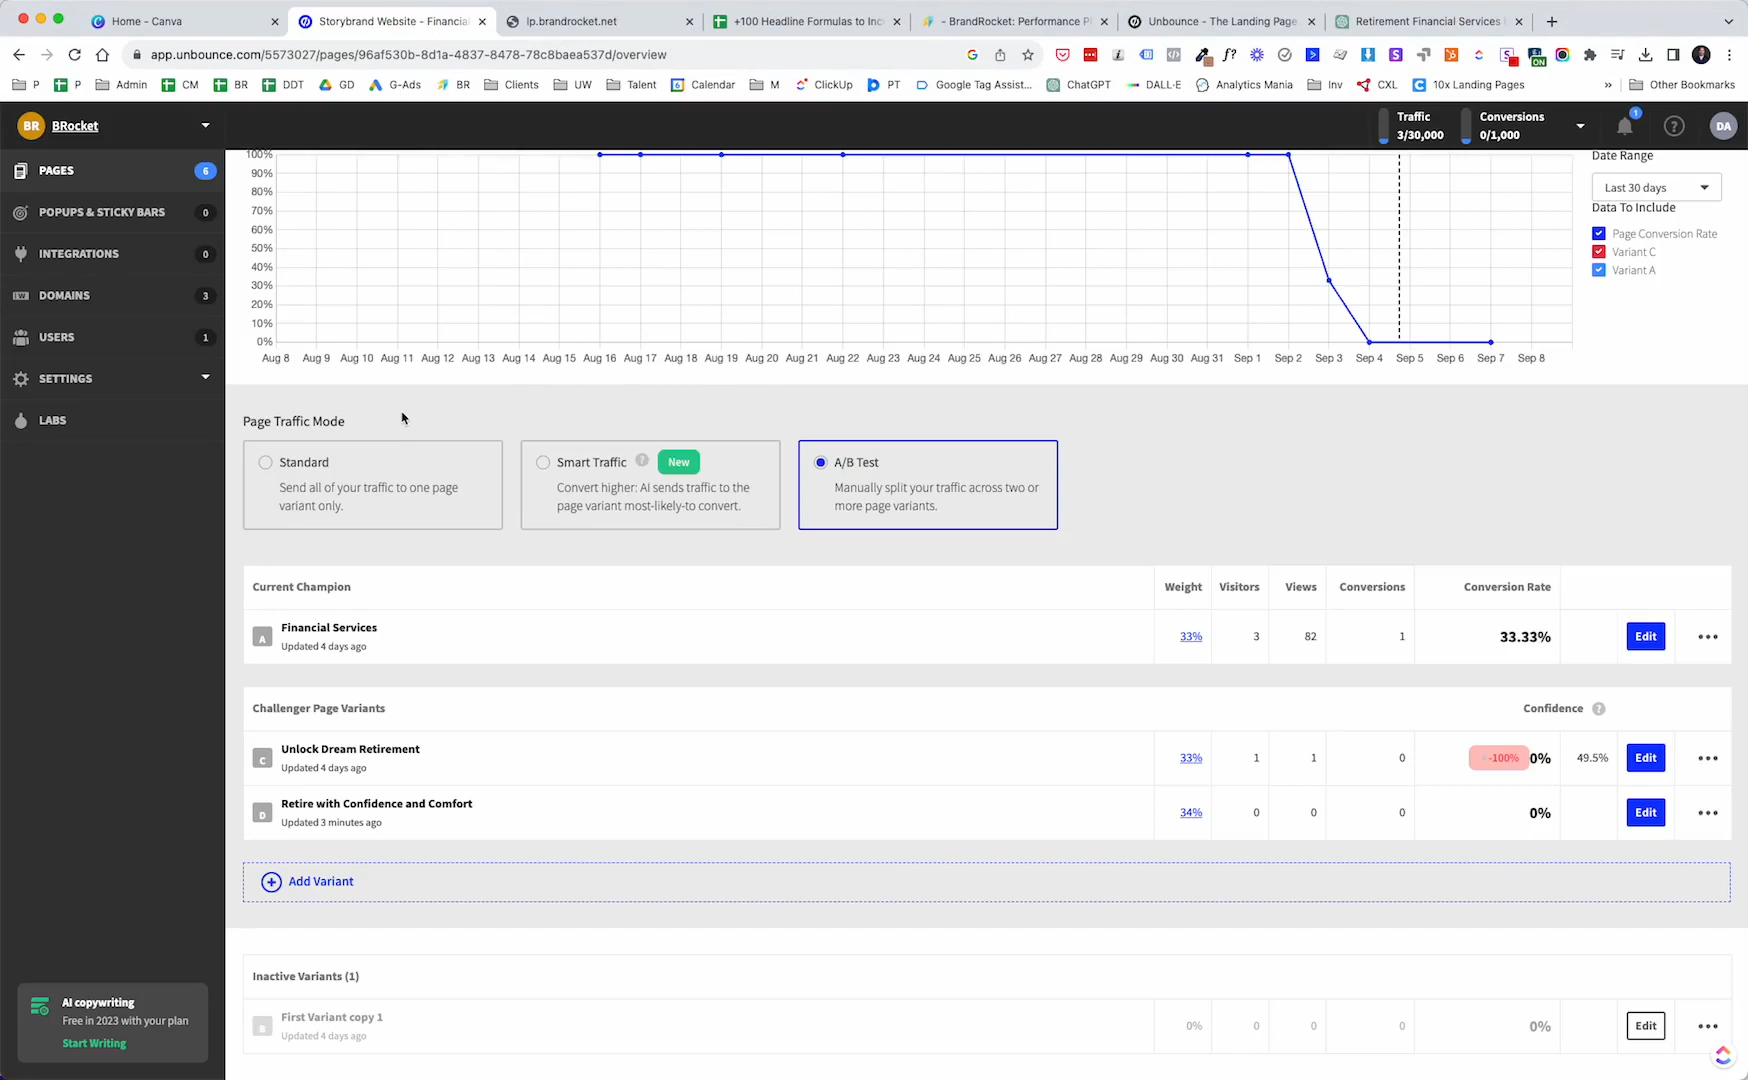 Home - Canva
Storybrand Website - Financial
lp.brandrocket.net
+100 Headline Formulas to Inc
- BrandRocket: Performance P
Unbounce - The Landing Page
Retirement Financial Services
app.unbounce.com/5573027/pages/96af530b-8d1a-4837-8478-78c8baea537d/overview
P
P
Admin
CM
BR
DDT
GD
G-Ads
BR
Clients
UW
Talent
Calendar
M
ClickUp
PT
Google Tag Assist...
ChatGPT
DALL·E
Analytics Mania
Inv
CXL
10x Landing Pages
»
Other Bookmarks
BR BRocket
Traffic
3/30,000
Conversions
0/1,000
1
DA
PAGES 6
POPUPS & STICKY BARS 0
INTEGRATIONS 0
DOMAINS 3
USERS 1
SETTINGS
LABS
100%
90%
80%
70%
60%
50%
40%
30%
20%
10%
0%
Aug 8 Aug 9 Aug 10 Aug 11 Aug 12 Aug 13 Aug 14 Aug 15 Aug 16 Aug 17 Aug 18 Aug 19 Aug 20 Aug 21 Aug 22 Aug 23 Aug 24 Aug 25 Aug 26 Aug 27 Aug 28 Aug 29 Aug 30 Aug 31 Sep 1 Sep 2 Sep 3 Sep 4 Sep 5 Sep 6 Sep 7 Sep 8
Date Range
Last 30 days
Data To Include
Page Conversion Rate
Variant C
Variant A
Page Traffic Mode
Standard
Send all of your traffic to one page
variant only.
Smart Traffic ? New
Convert higher: AI sends traffic to the
page variant most-likely-to convert.
A/B Test
Manually split your traffic across two or
more page variants.
Current Champion Weight Visitors Views Conversions Conversion Rate
A Financial Services 33% 3 82 1 33.33% Edit
Updated 4 days ago
Challenger Page Variants Confidence ?
C Unlock Dream Retirement 33% 1 1 0 -100% 0% 49.5% Edit
Updated 4 days ago
D Retire with Confidence and Comfort 34% 0 0 0 0% Edit
Updated 3 minutes ago
Add Variant
Inactive Variants (1)
B First Variant copy 1 0% 0 0 0 0% Edit
Updated 4 days ago
AI copywriting
Free in 2023 with your plan
Start Writing